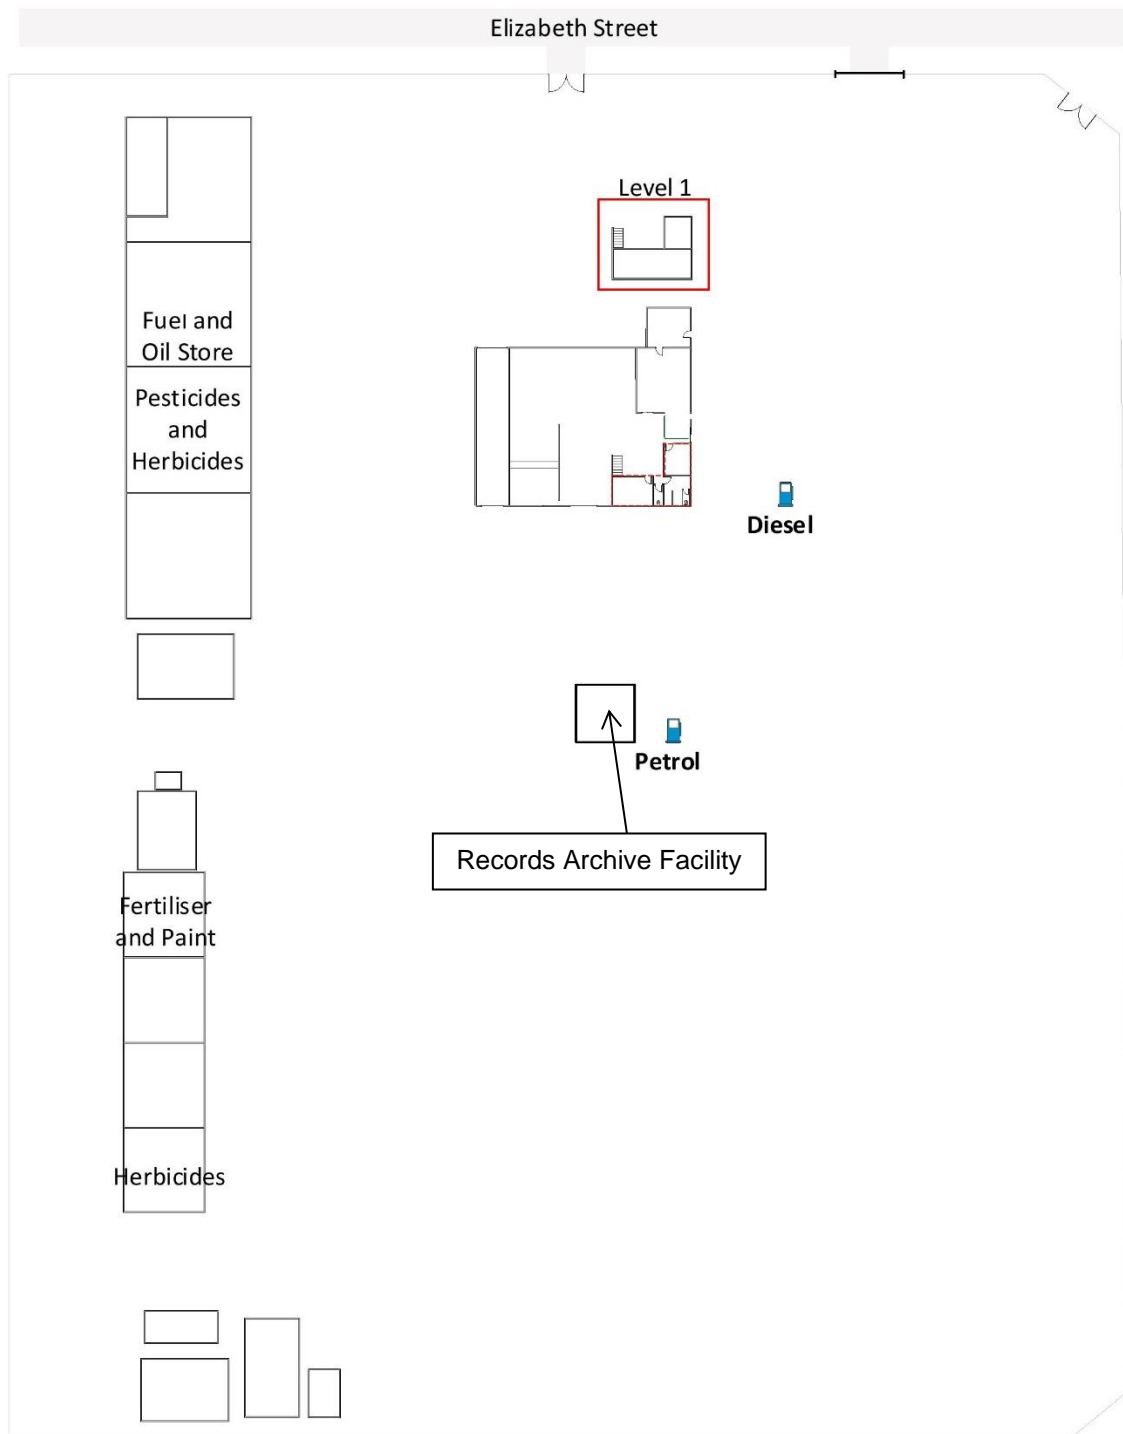 Elizabeth Street
Level 1
Fuel and
Oil Store
Pesticides
and
Herbicides
Diesel
Petrol
Records Archive Facility
Fertiliser
and Paint
Herbicides